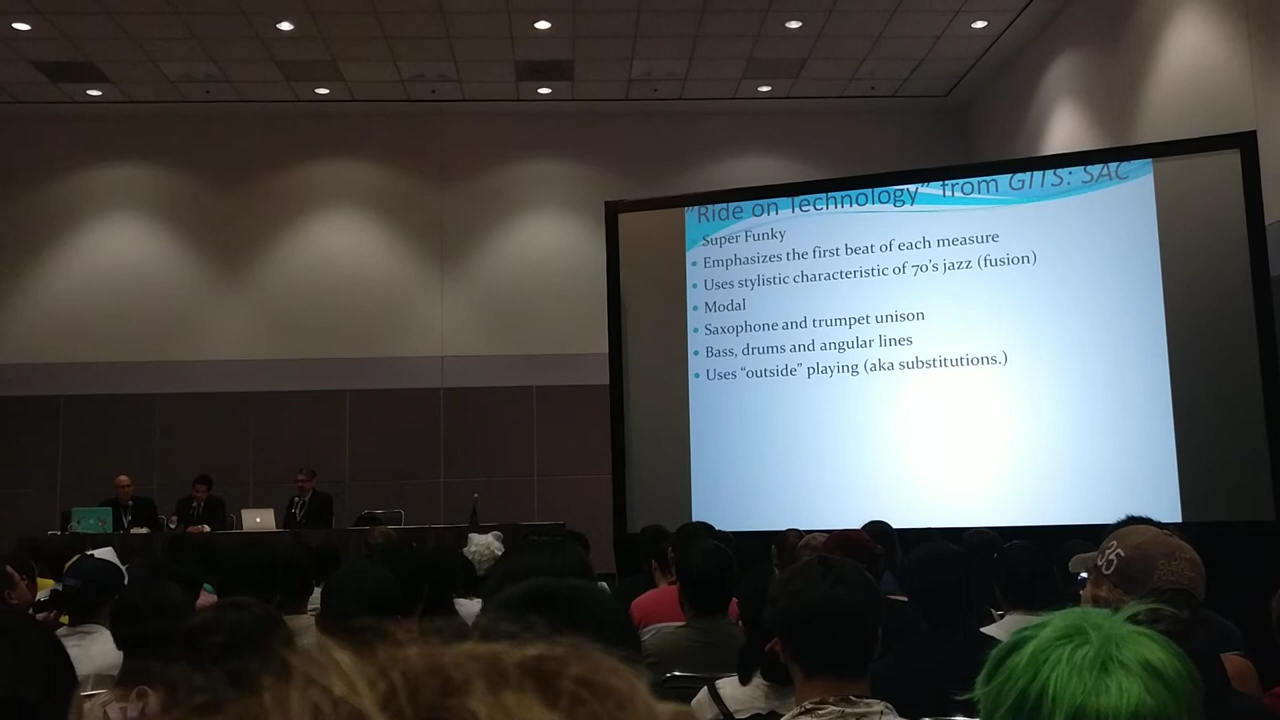 "Ride on Technology" from GITS: SAC
Super Funky
Emphasizes the first beat of each measure
Uses stylistic characteristic of 70's jazz (fusion)
Modal
Saxophone and trumpet unison
Bass, drums and angular lines
Uses "outside" playing (aka substitutions.)
35